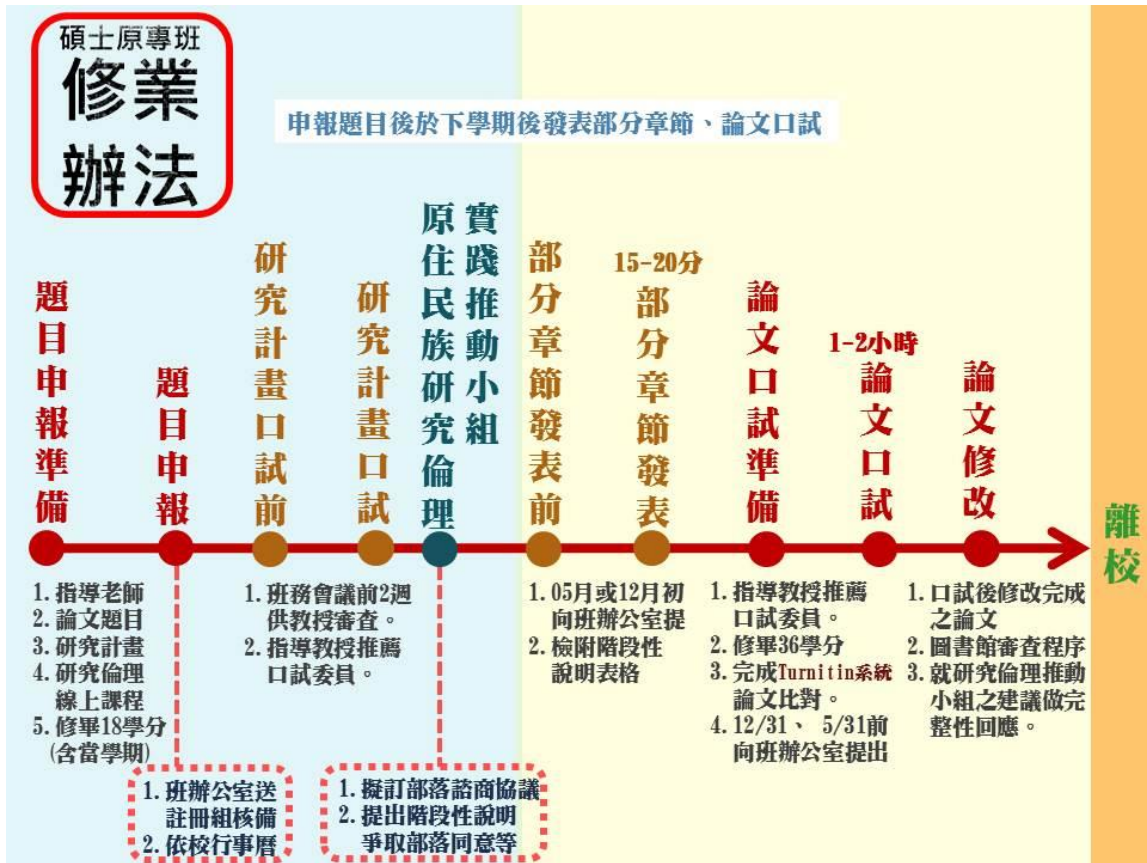 碩士原專班
修業
辦法
申報題目後於下學期後發表部分章節、論文口試
題目申報準備
題目申報
研究計畫口試前
研究計畫口試
原住民族研究倫理
實踐推動小組
部分章節發表前
15-20分
部分章節發表
論文口試準備
1-2小時
論文口試
論文修改
離校
1. 指導老師
2. 論文題目
3. 研究計畫
4. 研究倫理
線上課程
5. 修畢18學分
(含當學期)
1. 班辦公室送
註冊組核備
2. 依校行事曆
1. 班務會議前2週
供教授審查。
2. 指導教授推薦
口試委員。
1. 擬訂部落諮商協議
2. 提出階段性說明
爭取部落同意等
1. 05月或12月初
向班辦公室提
2. 檢附階段性
說明表格
1. 指導教授推薦
口試委員。
2. 修畢36學分
3. 完成Turnitin系統
論文比對。
4. 12/31、 5/31前
向班辦公室提出
1. 口試後修改完成
之論文
2. 圖書館審查程序
3. 就研究倫理推動
小組之建議做完
整性回應。